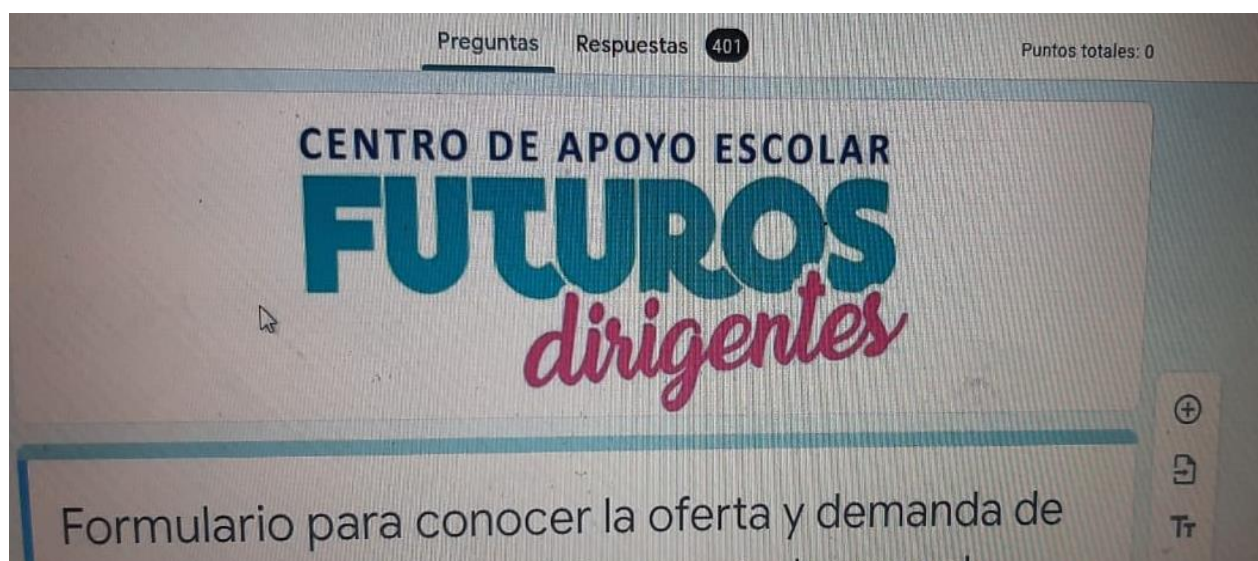 Preguntas Respuestas 401 Puntos totales: 0
CENTRO DE APOYO ESCOLAR
FUTUROS
dirigentes
Formulario para conocer la oferta y demanda de
Tт